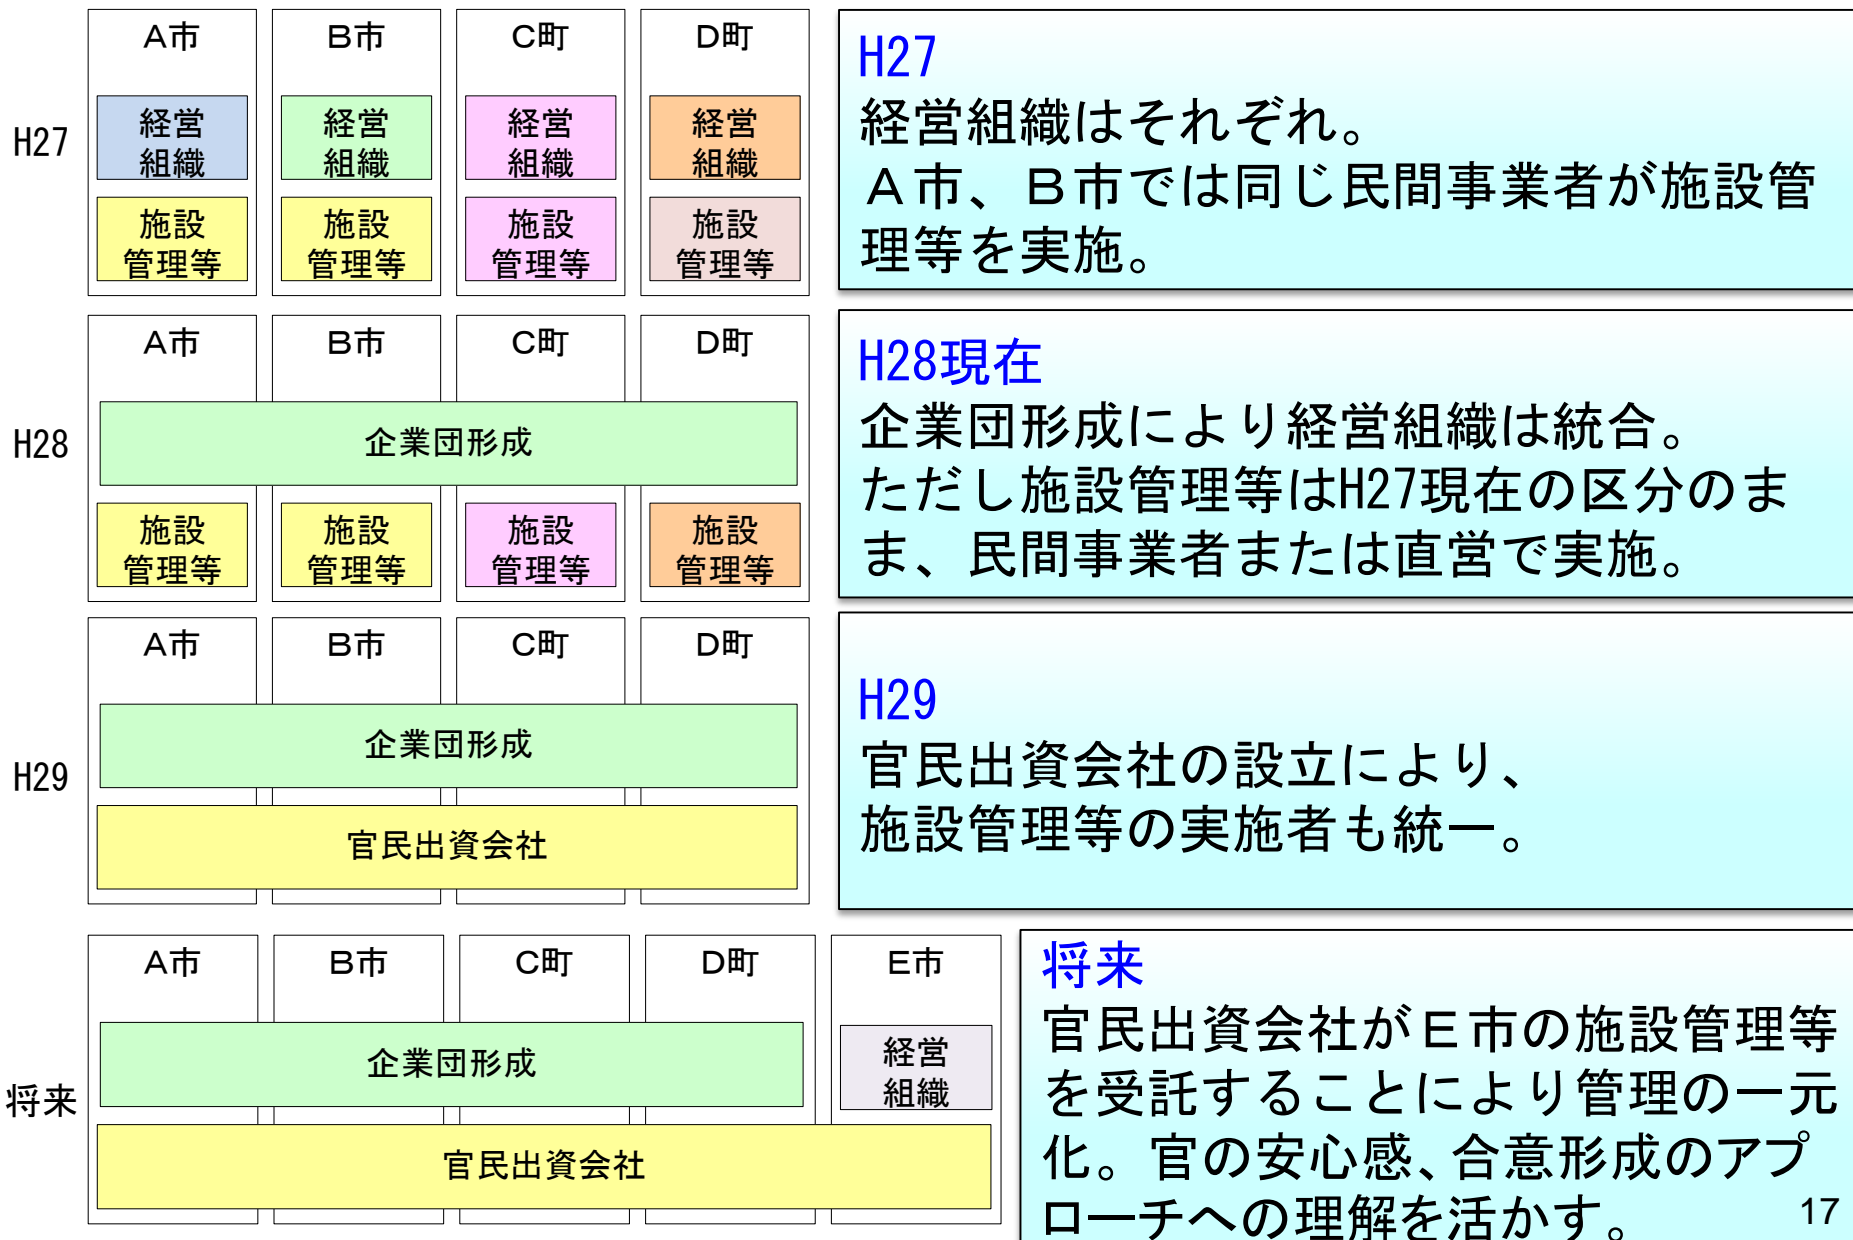 H27
A市
B市
C町
D町
経営
組織
経営
組織
経営
組織
経営
組織
施設
管理等
施設
管理等
施設
管理等
施設
管理等
H27
経営組織はそれぞれ。
A市、B市では同じ民間事業者が施設管
理等を実施。
H28
A市
B市
C町
D町
企業団形成
施設
管理等
施設
管理等
施設
管理等
施設
管理等
H28現在
企業団形成により経営組織は統合。
ただし施設管理等はH27現在の区分のま
ま、民間事業者または直営で実施。
H29
A市
B市
C町
D町
企業団形成
官民出資会社
H29
官民出資会社の設立により、
施設管理等の実施者も統一。
将来
A市
B市
C町
D町
E市
企業団形成
経営
組織
官民出資会社
将来
官民出資会社がE市の施設管理等
を受託することにより管理の一元
化。官の安心感、合意形成のアプ
ローチへの理解を活かす。
17